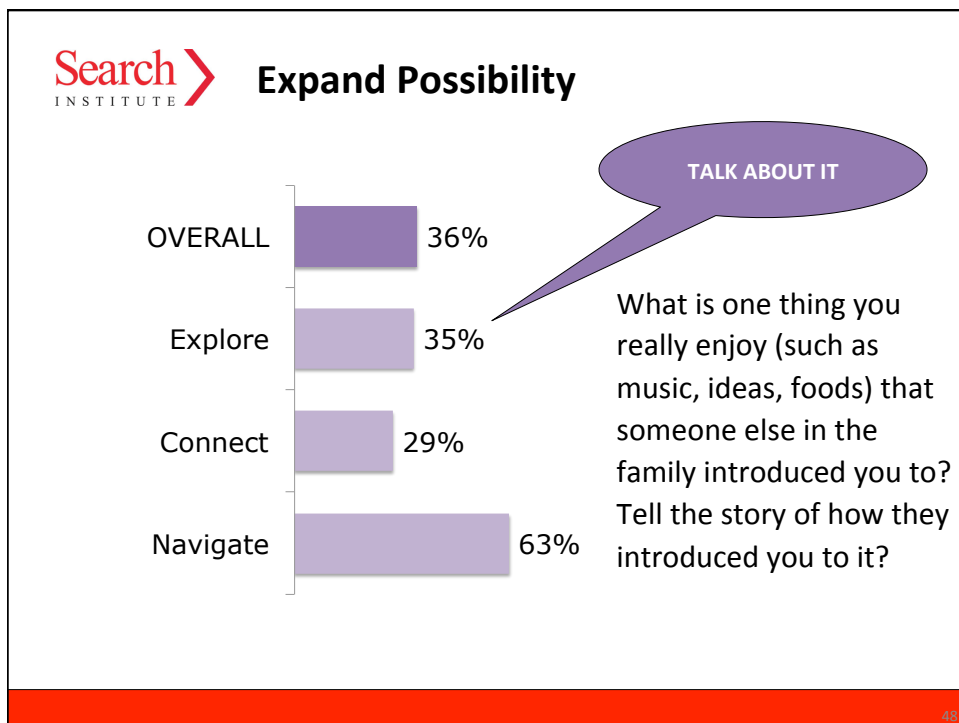 Search
INSTITUTE
Expand Possibility
TALK ABOUT IT
OVERALL
36%
Explore
35%
Connect
29%
Navigate
63%
What is one thing you
really enjoy (such as
music, ideas, foods) that
someone else in the
family introduced you to?
Tell the story of how they
introduced you to it?
48